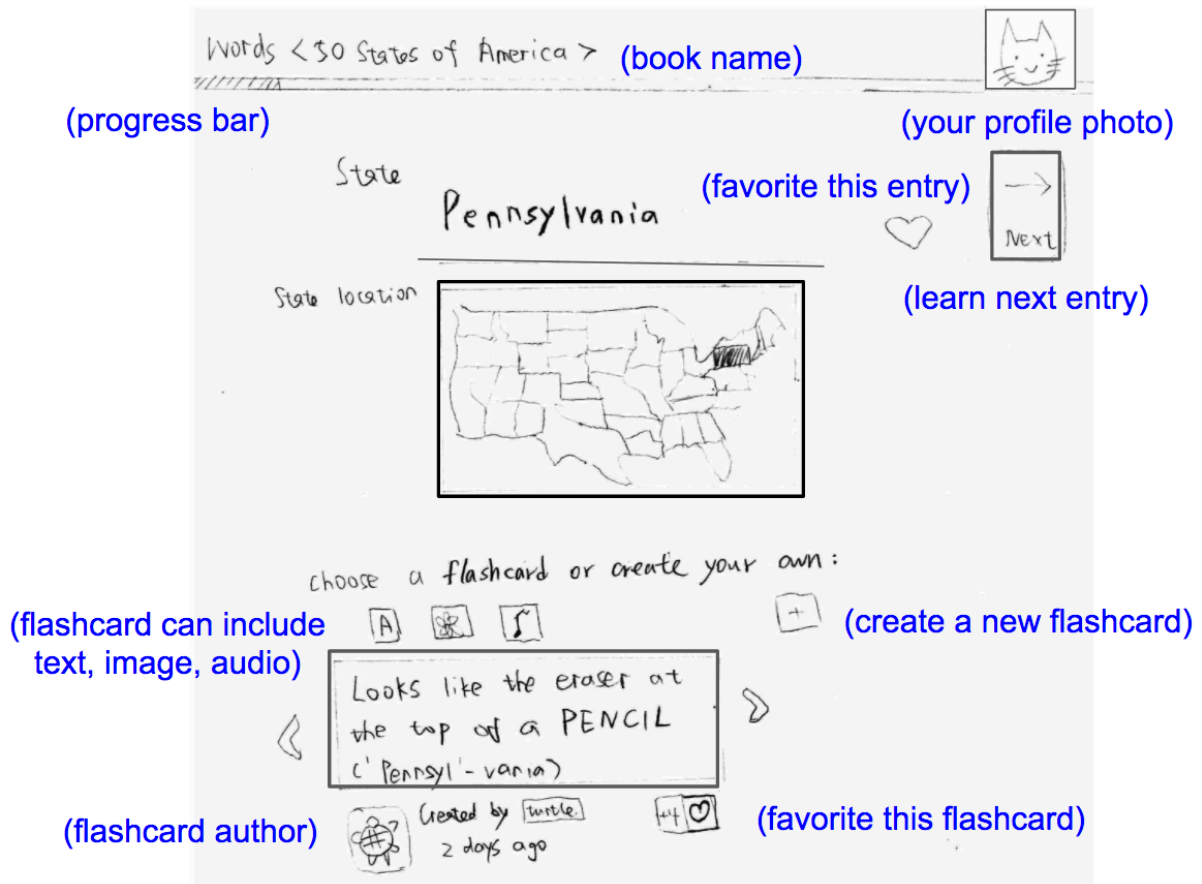 Words <50 States of America> (book name)
(progress bar)
(your profile photo)
State
Pennsylvania
(favorite this entry)
→
Next
(learn next entry)
State location
choose a flashcard or create your own:
A
+
(create a new flashcard)
(flashcard can include
text, image, audio)
Looks like the eraser at
the top of a PENCIL
('Pennsyl'-vania)
(flashcard author)
Created by turtle
2 days ago
+4
(favorite this flashcard)